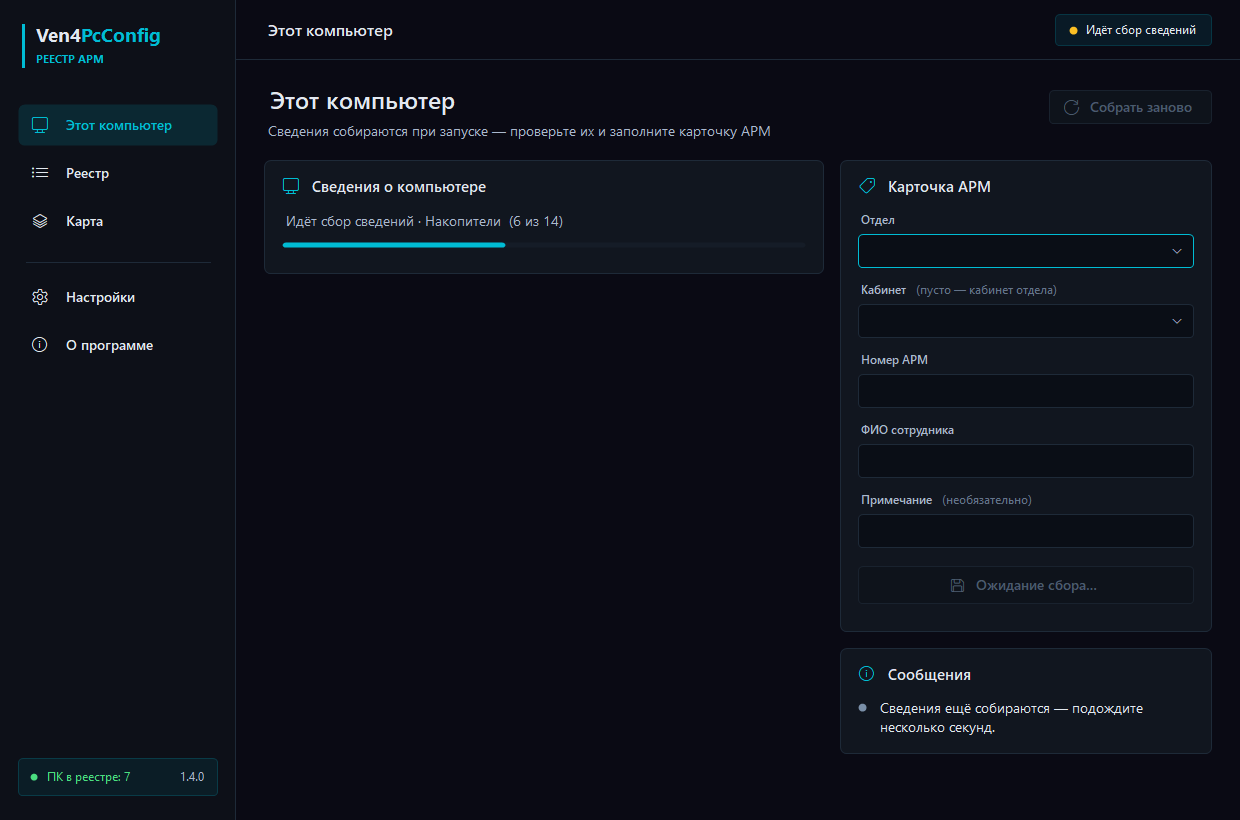 Ven4PcConfig
РЕЕСТР АРМ
Этот компьютер
Реестр
Карта
Настройки
О программе
ПК в реестре: 7
1.4.0
Этот компьютер
Идёт сбор сведений
Этот компьютер
Сведения собираются при запуске — проверьте их и заполните карточку АРМ
Собрать заново
Сведения о компьютере
Идёт сбор сведений · Накопители (6 из 14)
Карточка АРМ
Отдел
Кабинет (пусто — кабинет отдела)
Номер АРМ
ФИО сотрудника
Примечание (необязательно)
Ожидание сбора...
Сообщения
Сведения ещё собираются — подождите
несколько секунд.